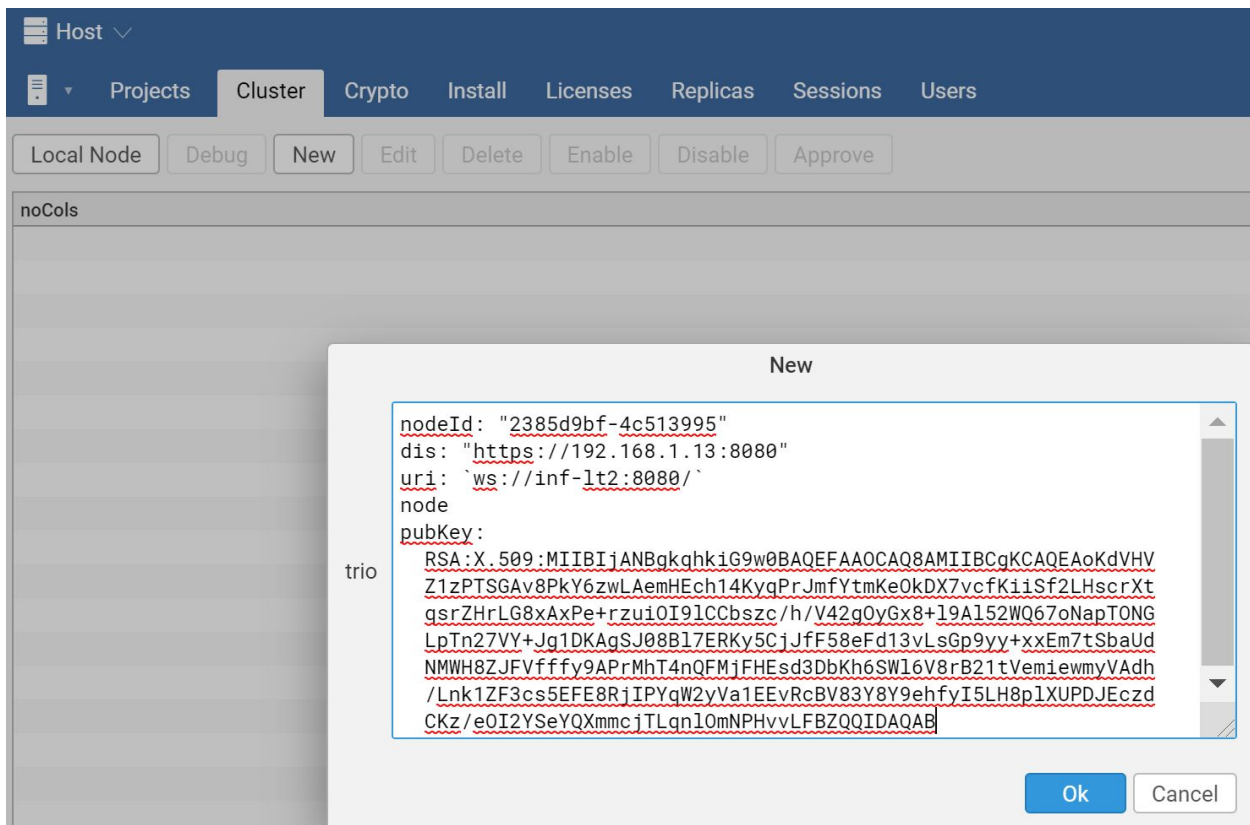 Host
Projects Cluster Crypto Install Licenses Replicas Sessions Users
Local Node Debug New Edit Delete Enable Disable Approve
noCols
New
trio
nodeId: "2385d9bf-4c513995"
dis: "https://192.168.1.13:8080"
uri: `ws://inf-lt2:8080/`
node
pubKey:
RSA:X.509:MIIBIjANBgkqhkiG9w0BAQEFAAOCAQ8AMIIBCgKCAQEAoKdVHV
Z1zPTSGAv8PkY6zwLAemHEch14KyqPrJmfYtmKeOkDX7vcfKiiSf2LHscrXt
qsrZHrLG8xAxPe+rzuiOI9lCCbszc/h/V42gOyGx8+l9Al52WQ67oNapTONG
LpTn27VY+Jg1DKAgSJ08Bl7ERKy5CjJfF58eFd13vLsGp9yy+xxEm7tSbaUd
NMWH8ZJFVfffy9APrMhT4nQFMjFHEsd3DbKh6SWl6V8rB21tVemiewmyVAdh
/Lnk1ZF3cs5EFE8RjIPYqW2yVa1EEvRcBV83Y8Y9ehfyI5LH8plXUPDJEczd
CKz/eOI2YSeYQXmmcjTLqnlOmNPHvvLFBZQQIDAQAB
Ok Cancel